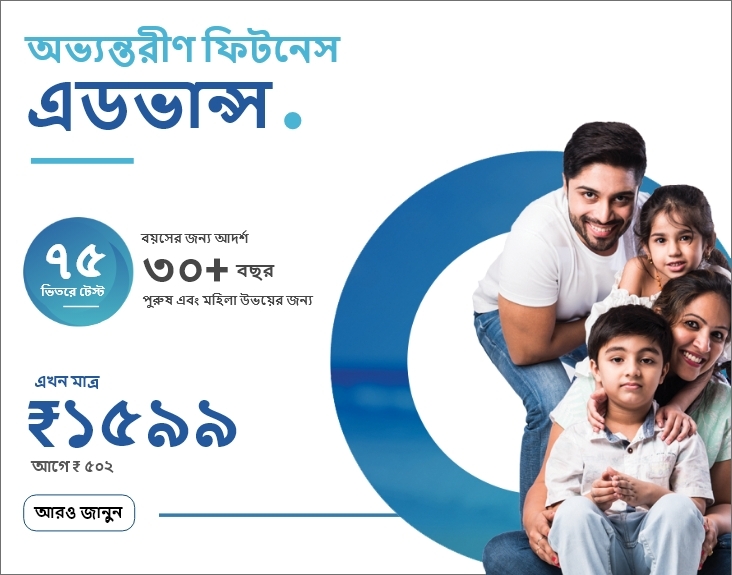 অভ্যন্তরীণ ফিটনেস
এডভান্স.
৭৫
ভিতরে টেস্ট
বয়সের জন্য আদর্শ
৩০+ বছর
পুরুষ এবং মহিলা উভয়ের জন্য
এখন মাত্র
₹১৫৯৯
আগে ₹ ৫০২
আরও জানুন